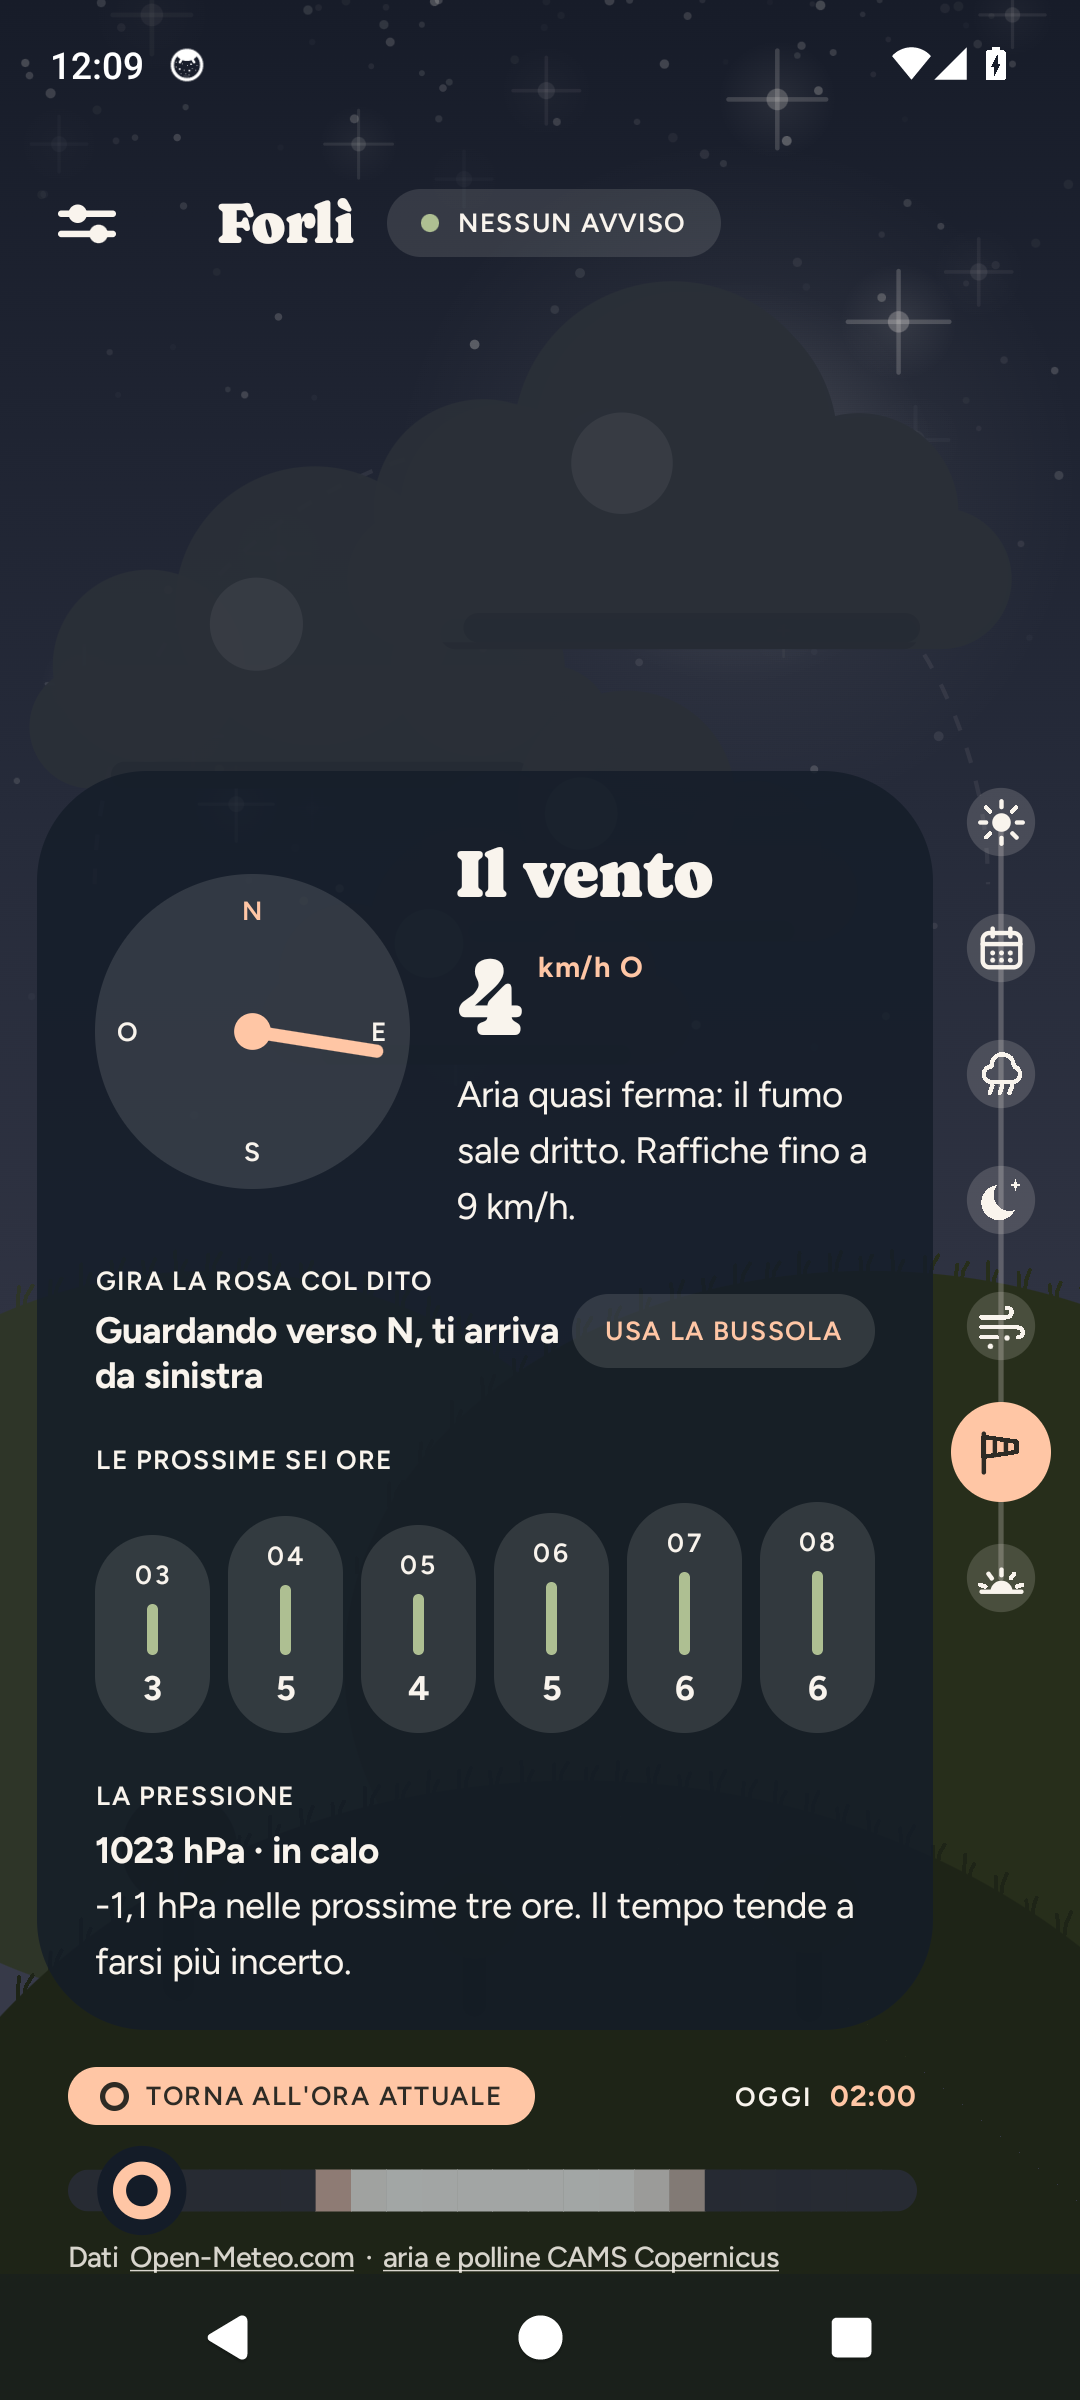 12:09
Forlì
NESSUN AVVISO
Il vento
4 km/h O
N
O
E
S
Aria quasi ferma: il fumo
sale dritto. Raffiche fino a
9 km/h.
GIRA LA ROSA COL DITO
Guardando verso N, ti arriva
da sinistra
USA LA BUSSOLA
LE PROSSIME SEI ORE
03 04 05 06 07 08
3 5 4 5 6 6
LA PRESSIONE
1023 hPa · in calo
-1,1 hPa nelle prossime tre ore. Il tempo tende a
farsi più incerto.
TORNA ALL'ORA ATTUALE
OGGI 02:00
Dati Open-Meteo.com · aria e polline CAMS Copernicus